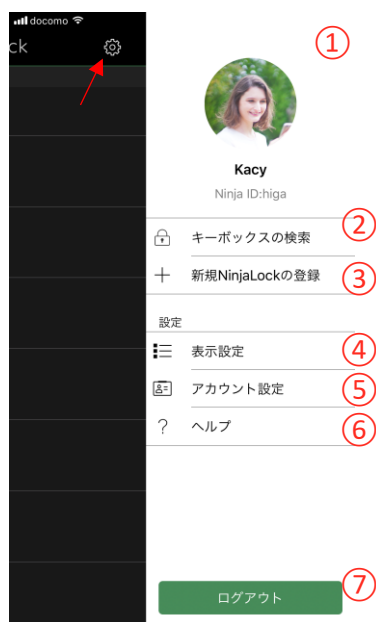 docomo
ck
①
Kacy
Ninja ID:higa
キーボックスの検索 ②
新規NinjaLockの登録 ③
設定
表示設定 ④
アカウント設定 ⑤
? ヘルプ ⑥
ログアウト ⑦